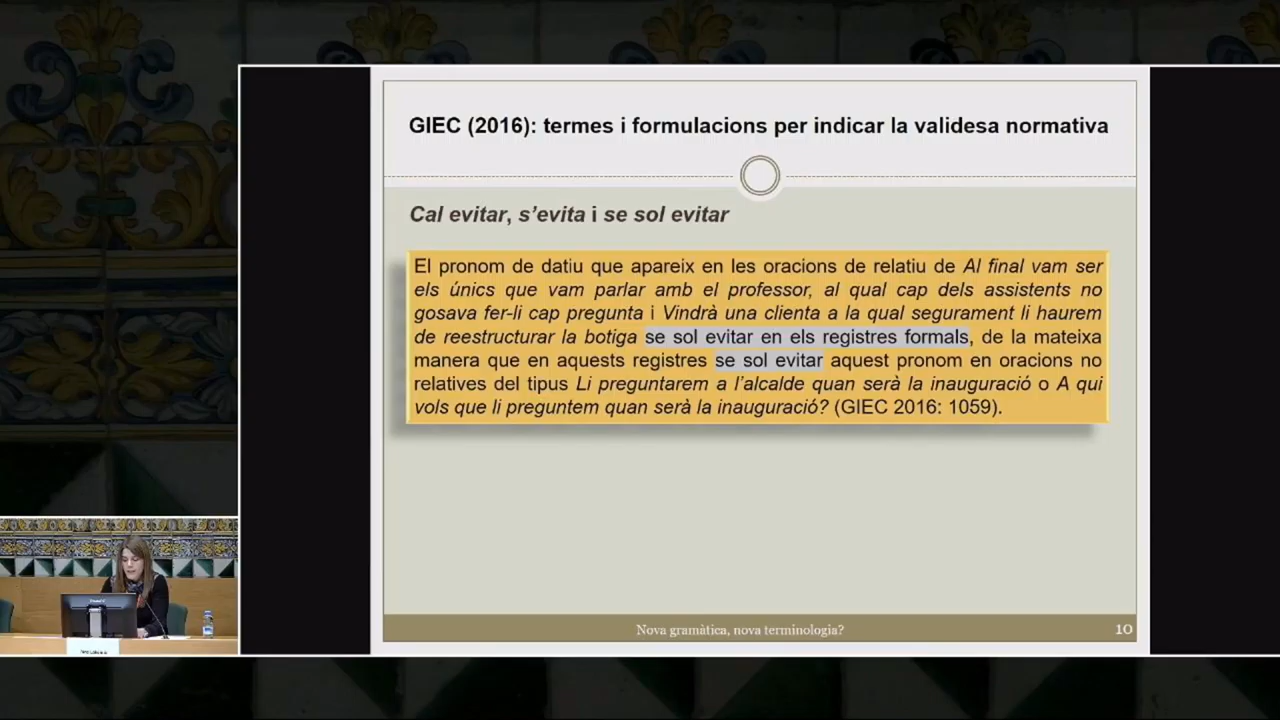 GIEC (2016): termes i formulacions per indicar la validesa normativa
Cal evitar, s'evita i se sol evitar
El pronom de datiu que apareix en les oracions de relatiu de Al final vam ser
els únics que vam parlar amb el professor, al qual cap dels assistents no
gosava fer-li cap pregunta i Vindrà una clienta a la qual segurament li haurem
de reestructurar la botiga se sol evitar en els registres formals, de la mateixa
manera que en aquests registres se sol evitar aquest pronom en oracions no
relatives del tipus Li preguntarem a l'alcalde quan serà la inauguració o A qui
vols que li preguntem quan serà la inauguració? (GIEC 2016: 1059).
Nova gramàtica, nova terminologia?
10